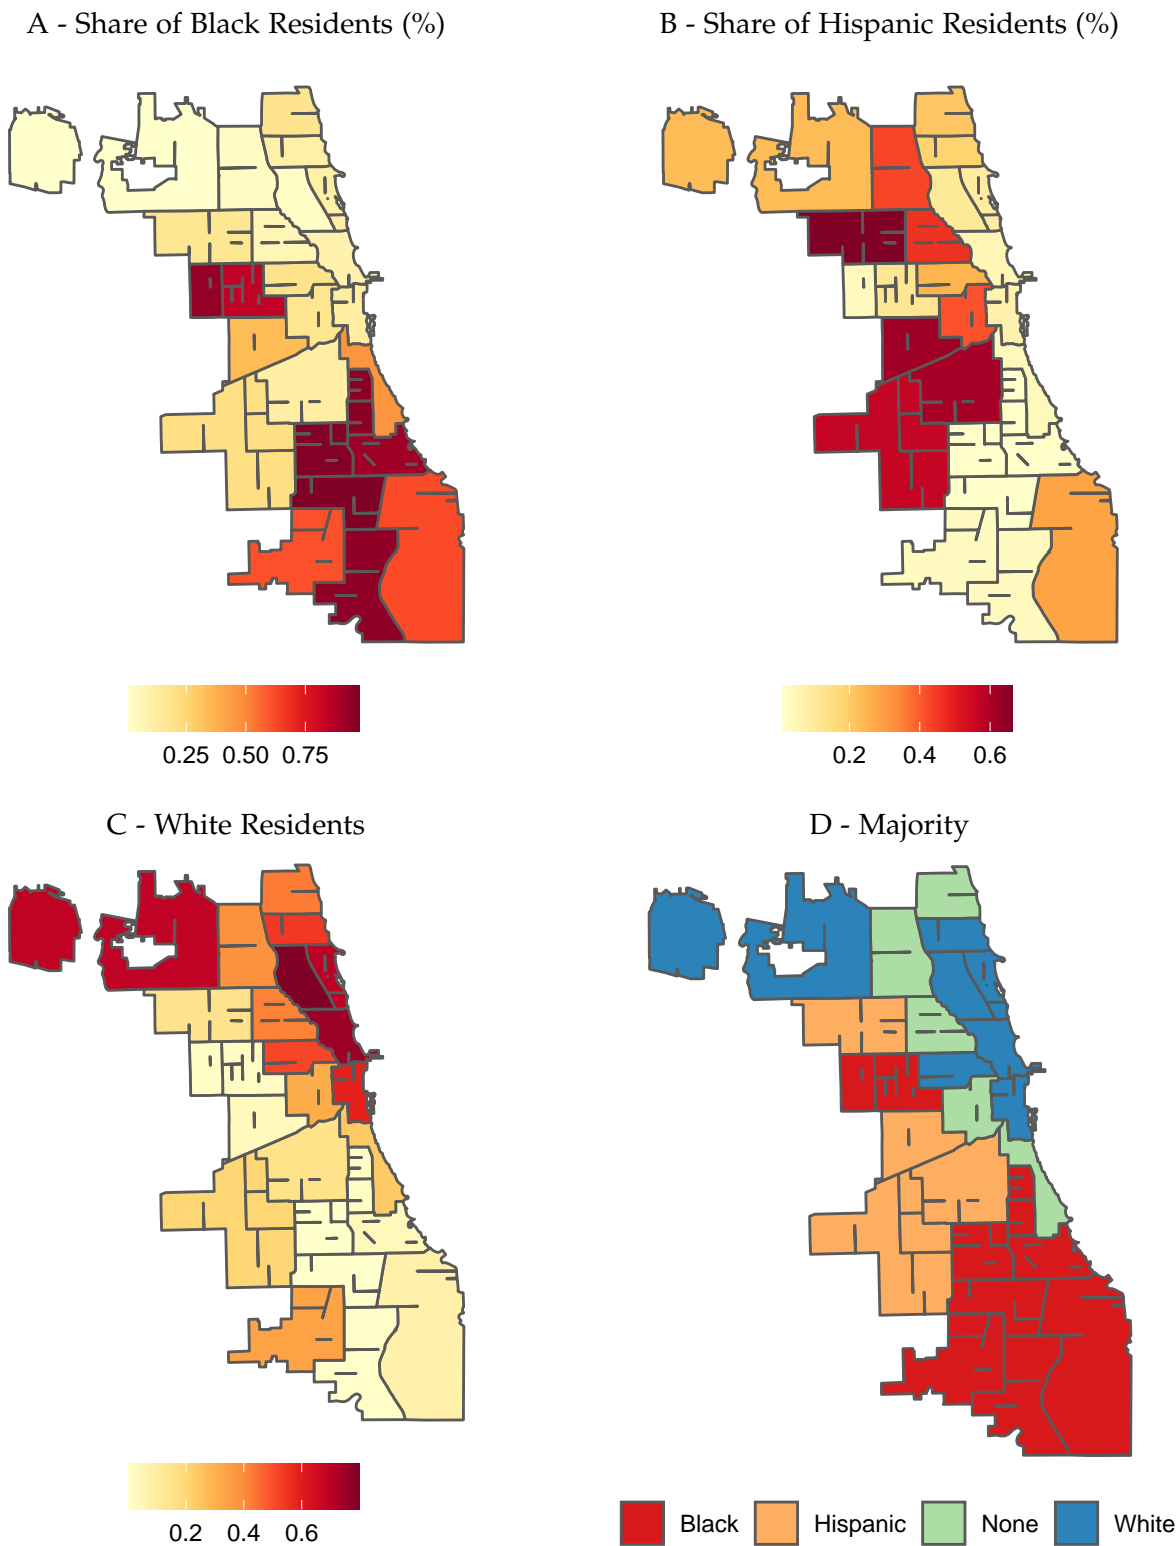 A - Share of Black Residents (%)
B - Share of Hispanic Residents (%)
0.25 0.50 0.75
0.2 0.4 0.6
C - White Residents
D - Majority
0.2 0.4 0.6
Black Hispanic None White